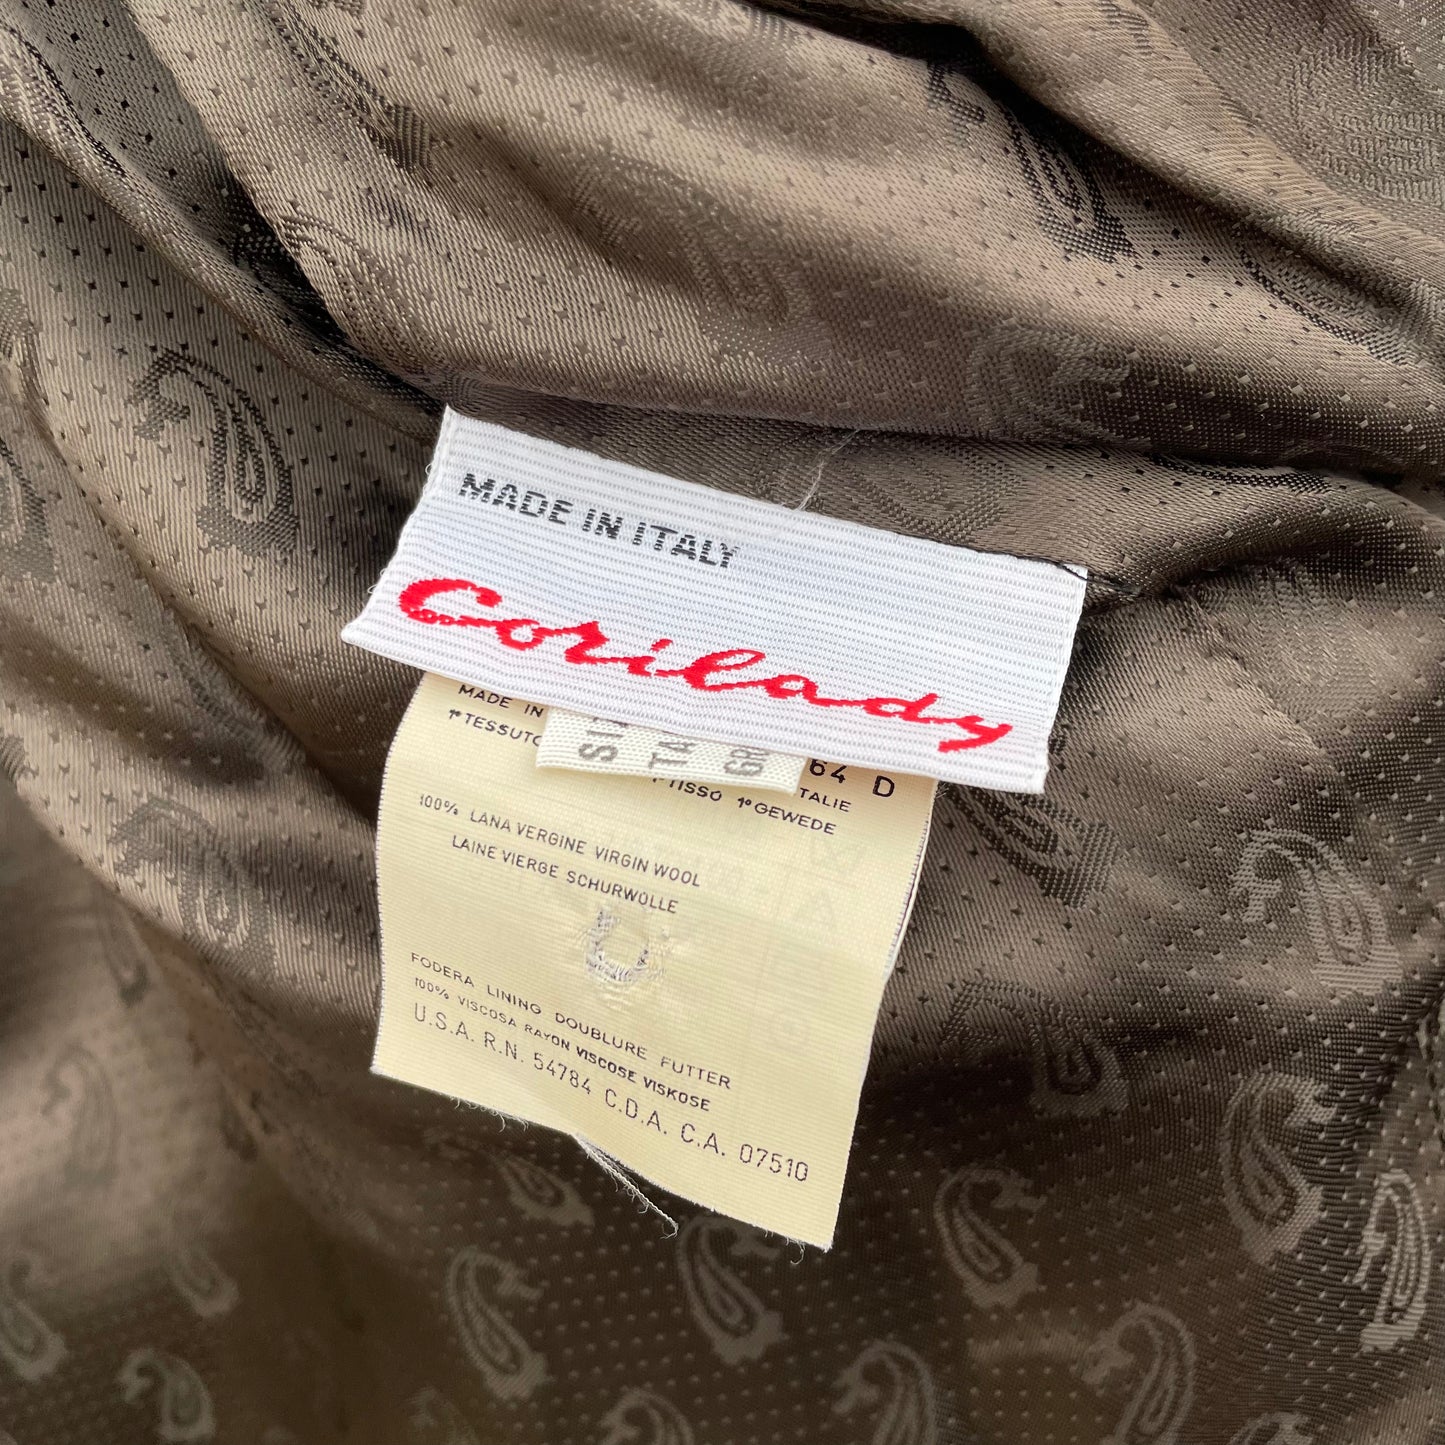 MADE IN ITALY
Corilady
MADE IN
64 D
TALIE
1° TESSUTO
TISSO 1° GEWEDE
100% LANA VERGINE VIRGIN WOOL
LAINE VIERGE SCHURWOLLE
FODERA LINING DOUBLURE FUTTER
100% VISCOSA RAYON VISCOSE VISKOSE
U.S.A. R.N. 54784 C.D.A. C.A. 07510